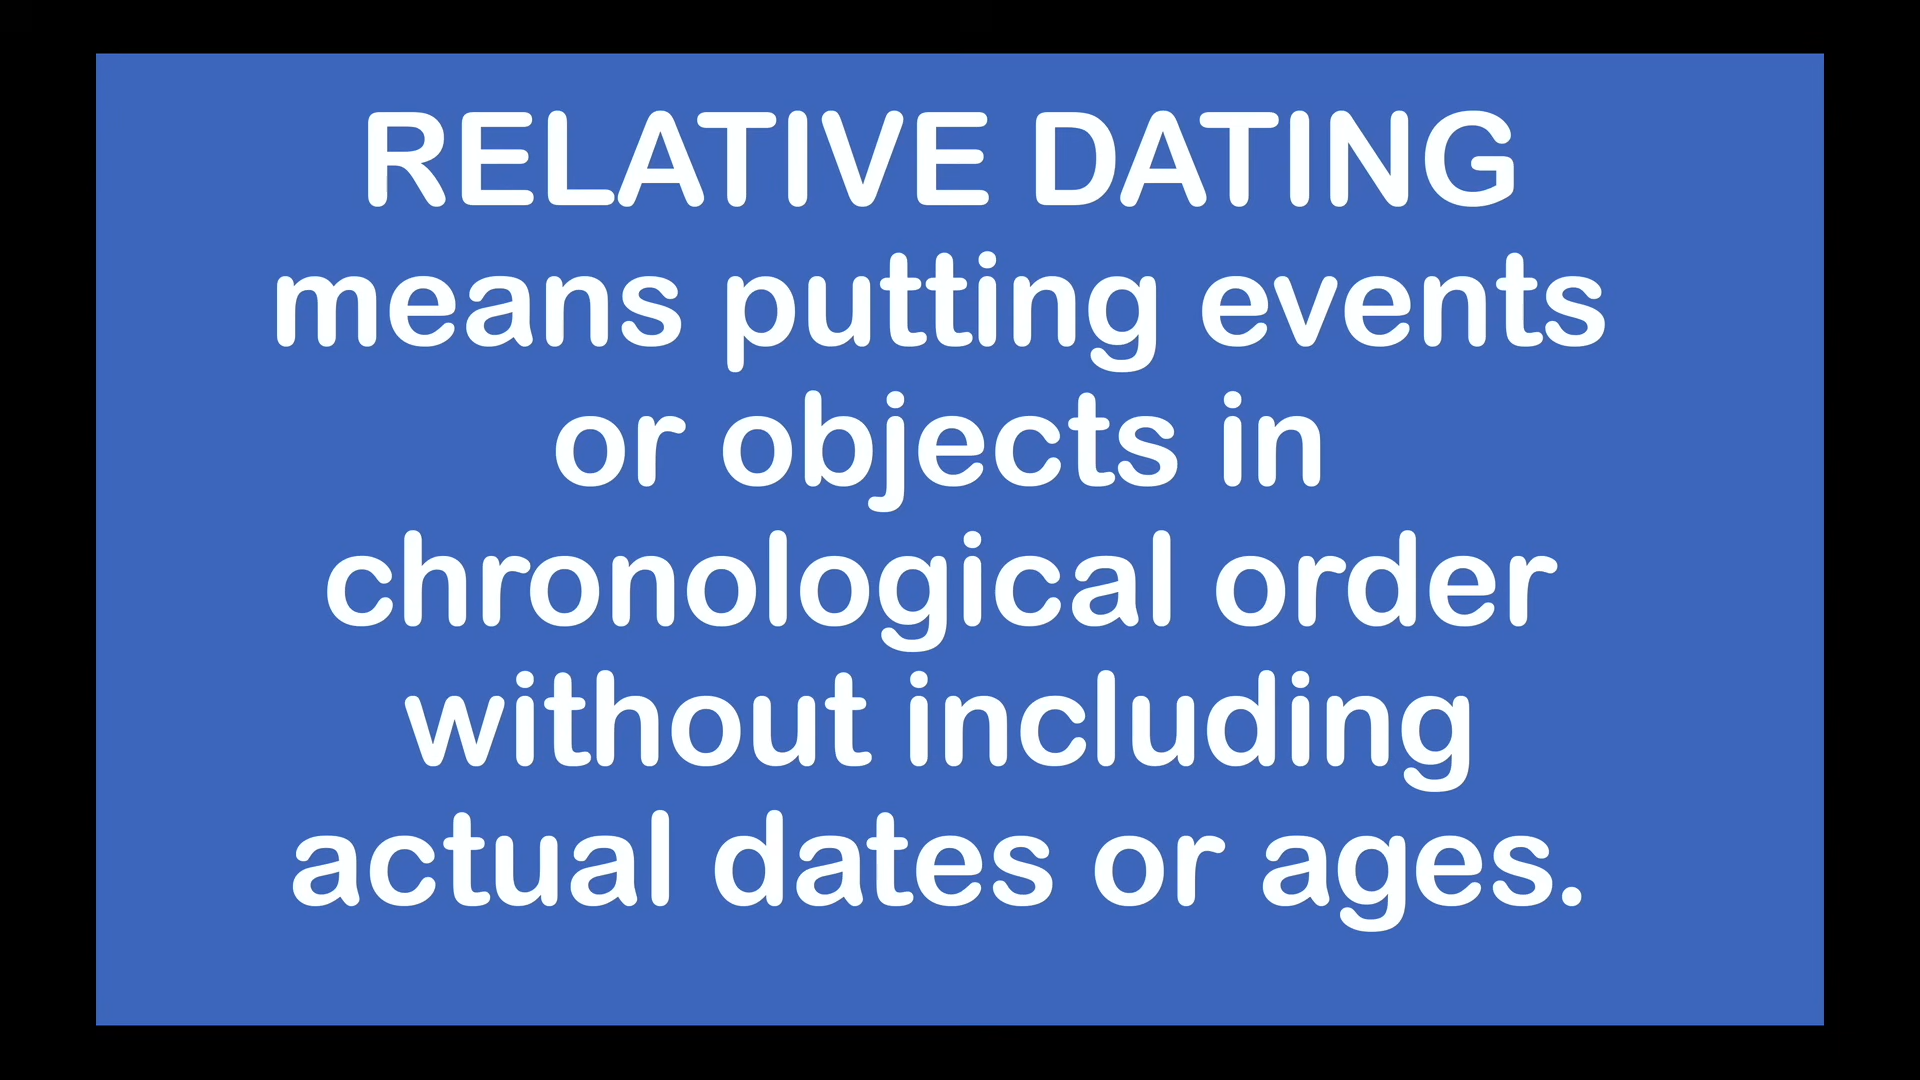 RELATIVE DATING
means putting events
or objects in
chronological order
without including
actual dates or ages.